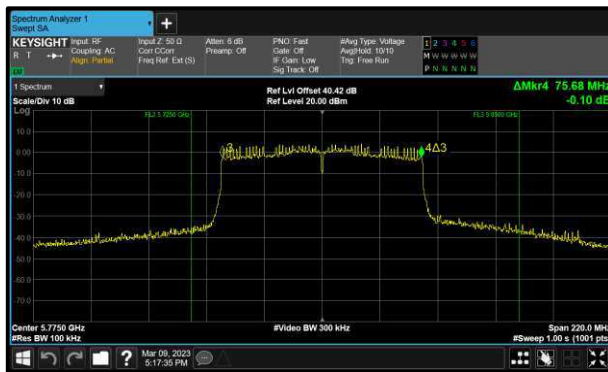 Spectrum Analyzer 1
Swept SA
+
KEYSIGHT
R T
Input: RF
Coupling: AC
Align: Partial
Input Z: 50 Ω
Corr CCorr
Freq Ref: Ext (S)
Atten: 6 dB
Preamp: Off
PNO: Fast
Gate: Off
IF Gain: Low
Sig Track: Off
#Avg Type: Voltage
Avg|Hold: 10/10
Trig: Free Run
1 2 3 4 5 6
M W W W W W
P N N N N N
1 Spectrum
Scale/Div 10 dB
Ref Lvl Offset 40.42 dB
Ref Level 20.00 dBm
ΔMkr4 75.68 MHz
-0.10 dB
Log
10.0
0.00
-10.0
-20.0
-30.0
-40.0
-50.0
-60.0
-70.0
3
4Δ3
Center 5.7750 GHz
#Res BW 100 kHz
#Video BW 300 kHz
Span 220.0 MHz
#Sweep 1.00 s (1001 pts)
?
Mar 09, 2023
5:17:35 PM